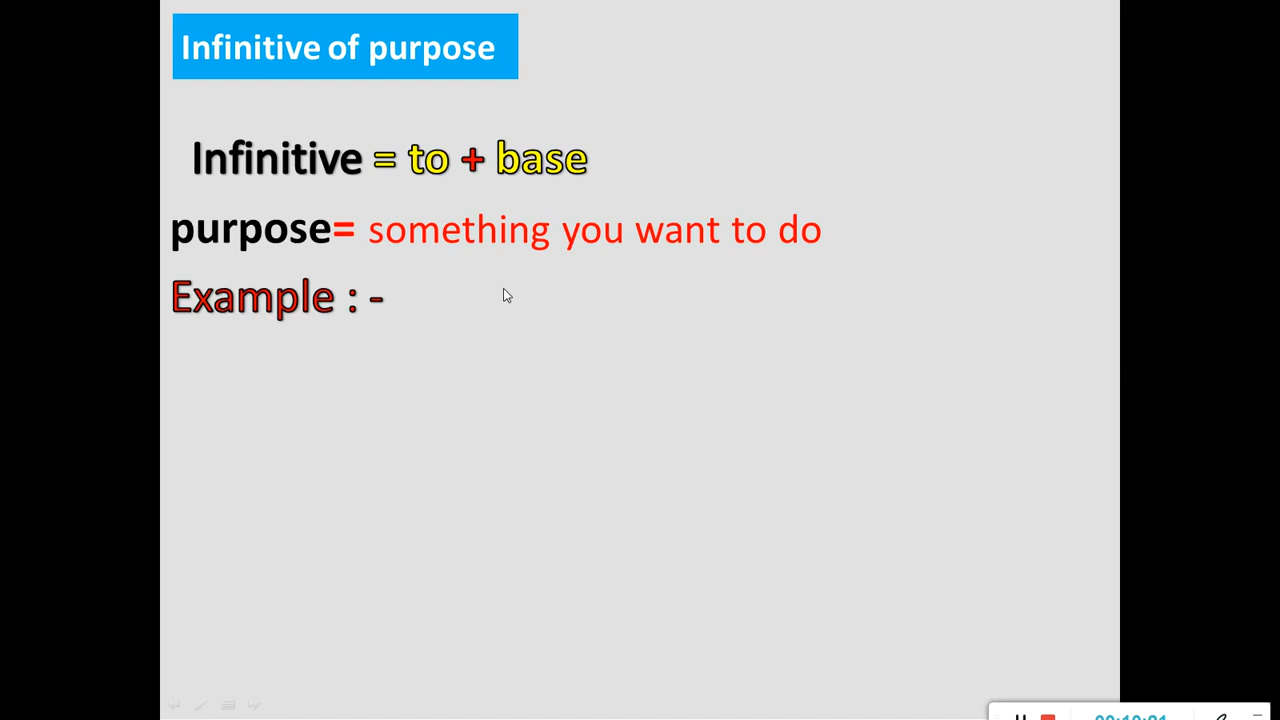 Infinitive of purpose
Infinitive = to + base
purpose= something you want to do
Example : -